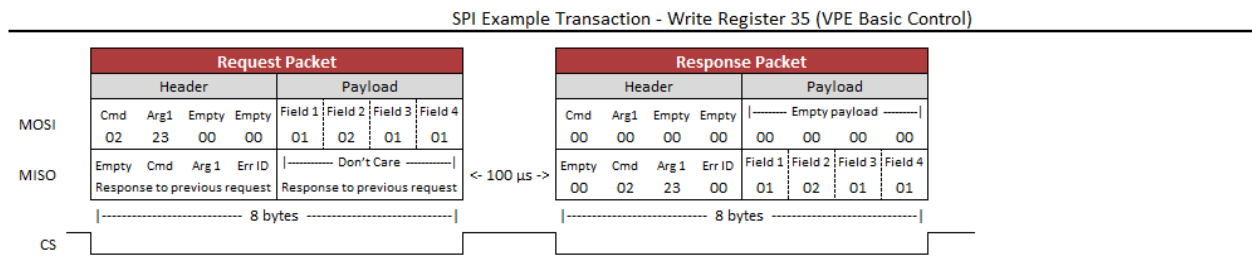 SPI Example Transaction - Write Register 35 (VPE Basic Control)
Request Packet Response Packet
Header Payload Header Payload
MOSI Cmd Arg1 Empty Empty Field 1 Field 2 Field 3 Field 4 Cmd Arg1 Empty Empty |--------- Empty payload ---------|
02 23 00 00 01 02 01 01 00 00 00 00 00 00 00 00
MISO Empty Cmd Arg 1 Err ID |------------ Don't Care ------------| <- 100 µs -> Empty Cmd Arg 1 Err ID Field 1 Field 2 Field 3 Field 4
Response to previous request Response to previous request 00 02 23 00 01 02 01 01
|---------------------------- 8 bytes ----------------------------| |---------------------------- 8 bytes ----------------------------|
CS